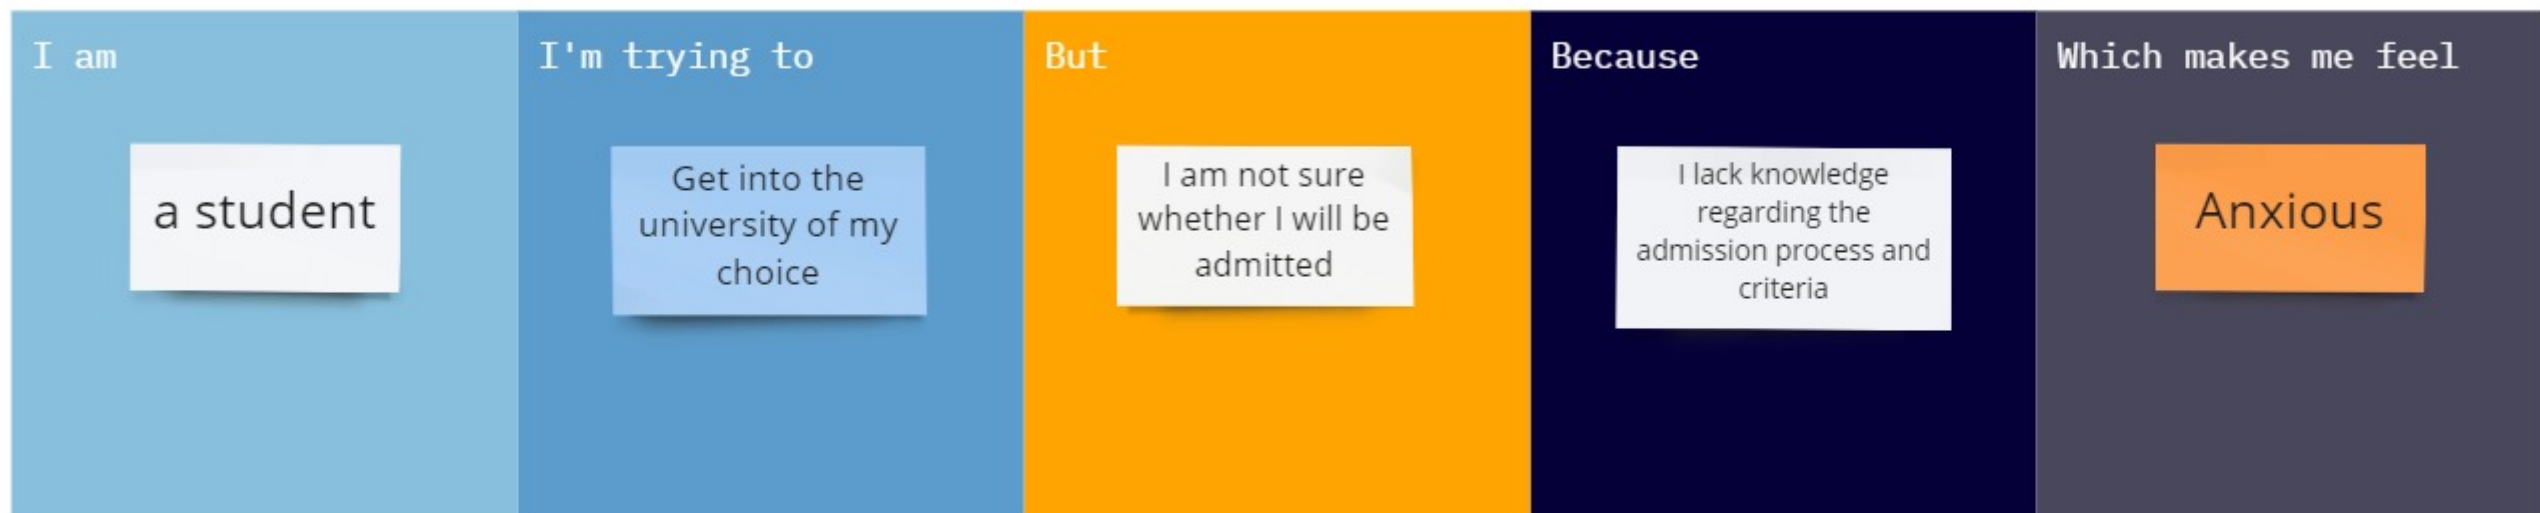 I am
a student
I'm trying to
Get into the
university of my
choice
But
I am not sure
whether I will be
admitted
Because
I lack knowledge
regarding the
admission process and
criteria
Which makes me feel
Anxious